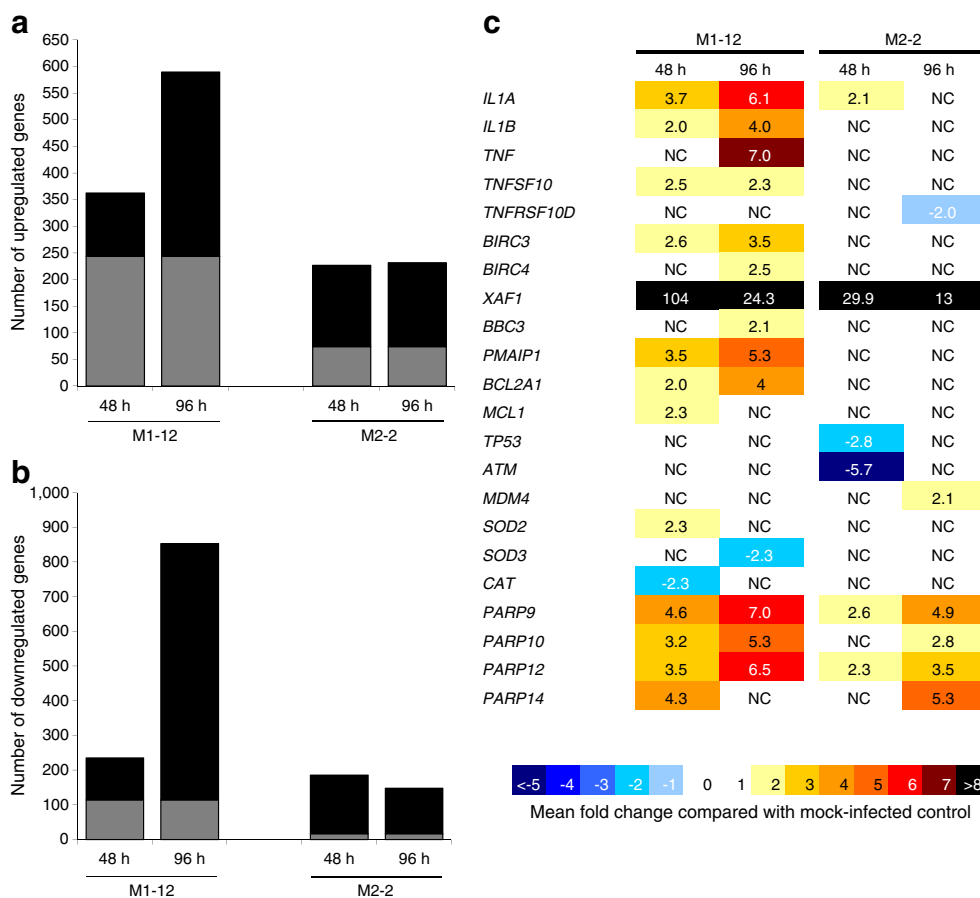 a
Number of upregulated genes
650
600
550
500
450
400
350
300
250
200
150
100
50
0
48 h 96 h 48 h 96 h
M1-12 M2-2
b
Number of downregulated genes
1,000
900
800
700
600
500
400
300
200
100
0
48 h 96 h 48 h 96 h
M1-12 M2-2
c
M1-12 M2-2
48 h 96 h 48 h 96 h
IL1A 3.7 6.1 2.1 NC
IL1B 2.0 4.0 NC NC
TNF NC 7.0 NC NC
TNFSF10 2.5 2.3 NC NC
TNFRSF10D NC NC NC -2.0
BIRC3 2.6 3.5 NC NC
BIRC4 NC 2.5 NC NC
XAF1 104 24.3 29.9 13
BBC3 NC 2.1 NC NC
PMAIP1 3.5 5.3 NC NC
BCL2A1 2.0 4 NC NC
MCL1 2.3 NC NC NC
TP53 NC NC -2.8 NC
ATM NC NC -5.7 NC
MDM4 NC NC NC 2.1
SOD2 2.3 NC NC NC
SOD3 NC -2.3 NC NC
CAT -2.3 NC NC NC
PARP9 4.6 7.0 2.6 4.9
PARP10 3.2 5.3 NC 2.8
PARP12 3.5 6.5 2.3 3.5
PARP14 4.3 NC NC 5.3
<-5 -4 -3 -2 -1 0 1 2 3 4 5 6 7 >8
Mean fold change compared with mock-infected control